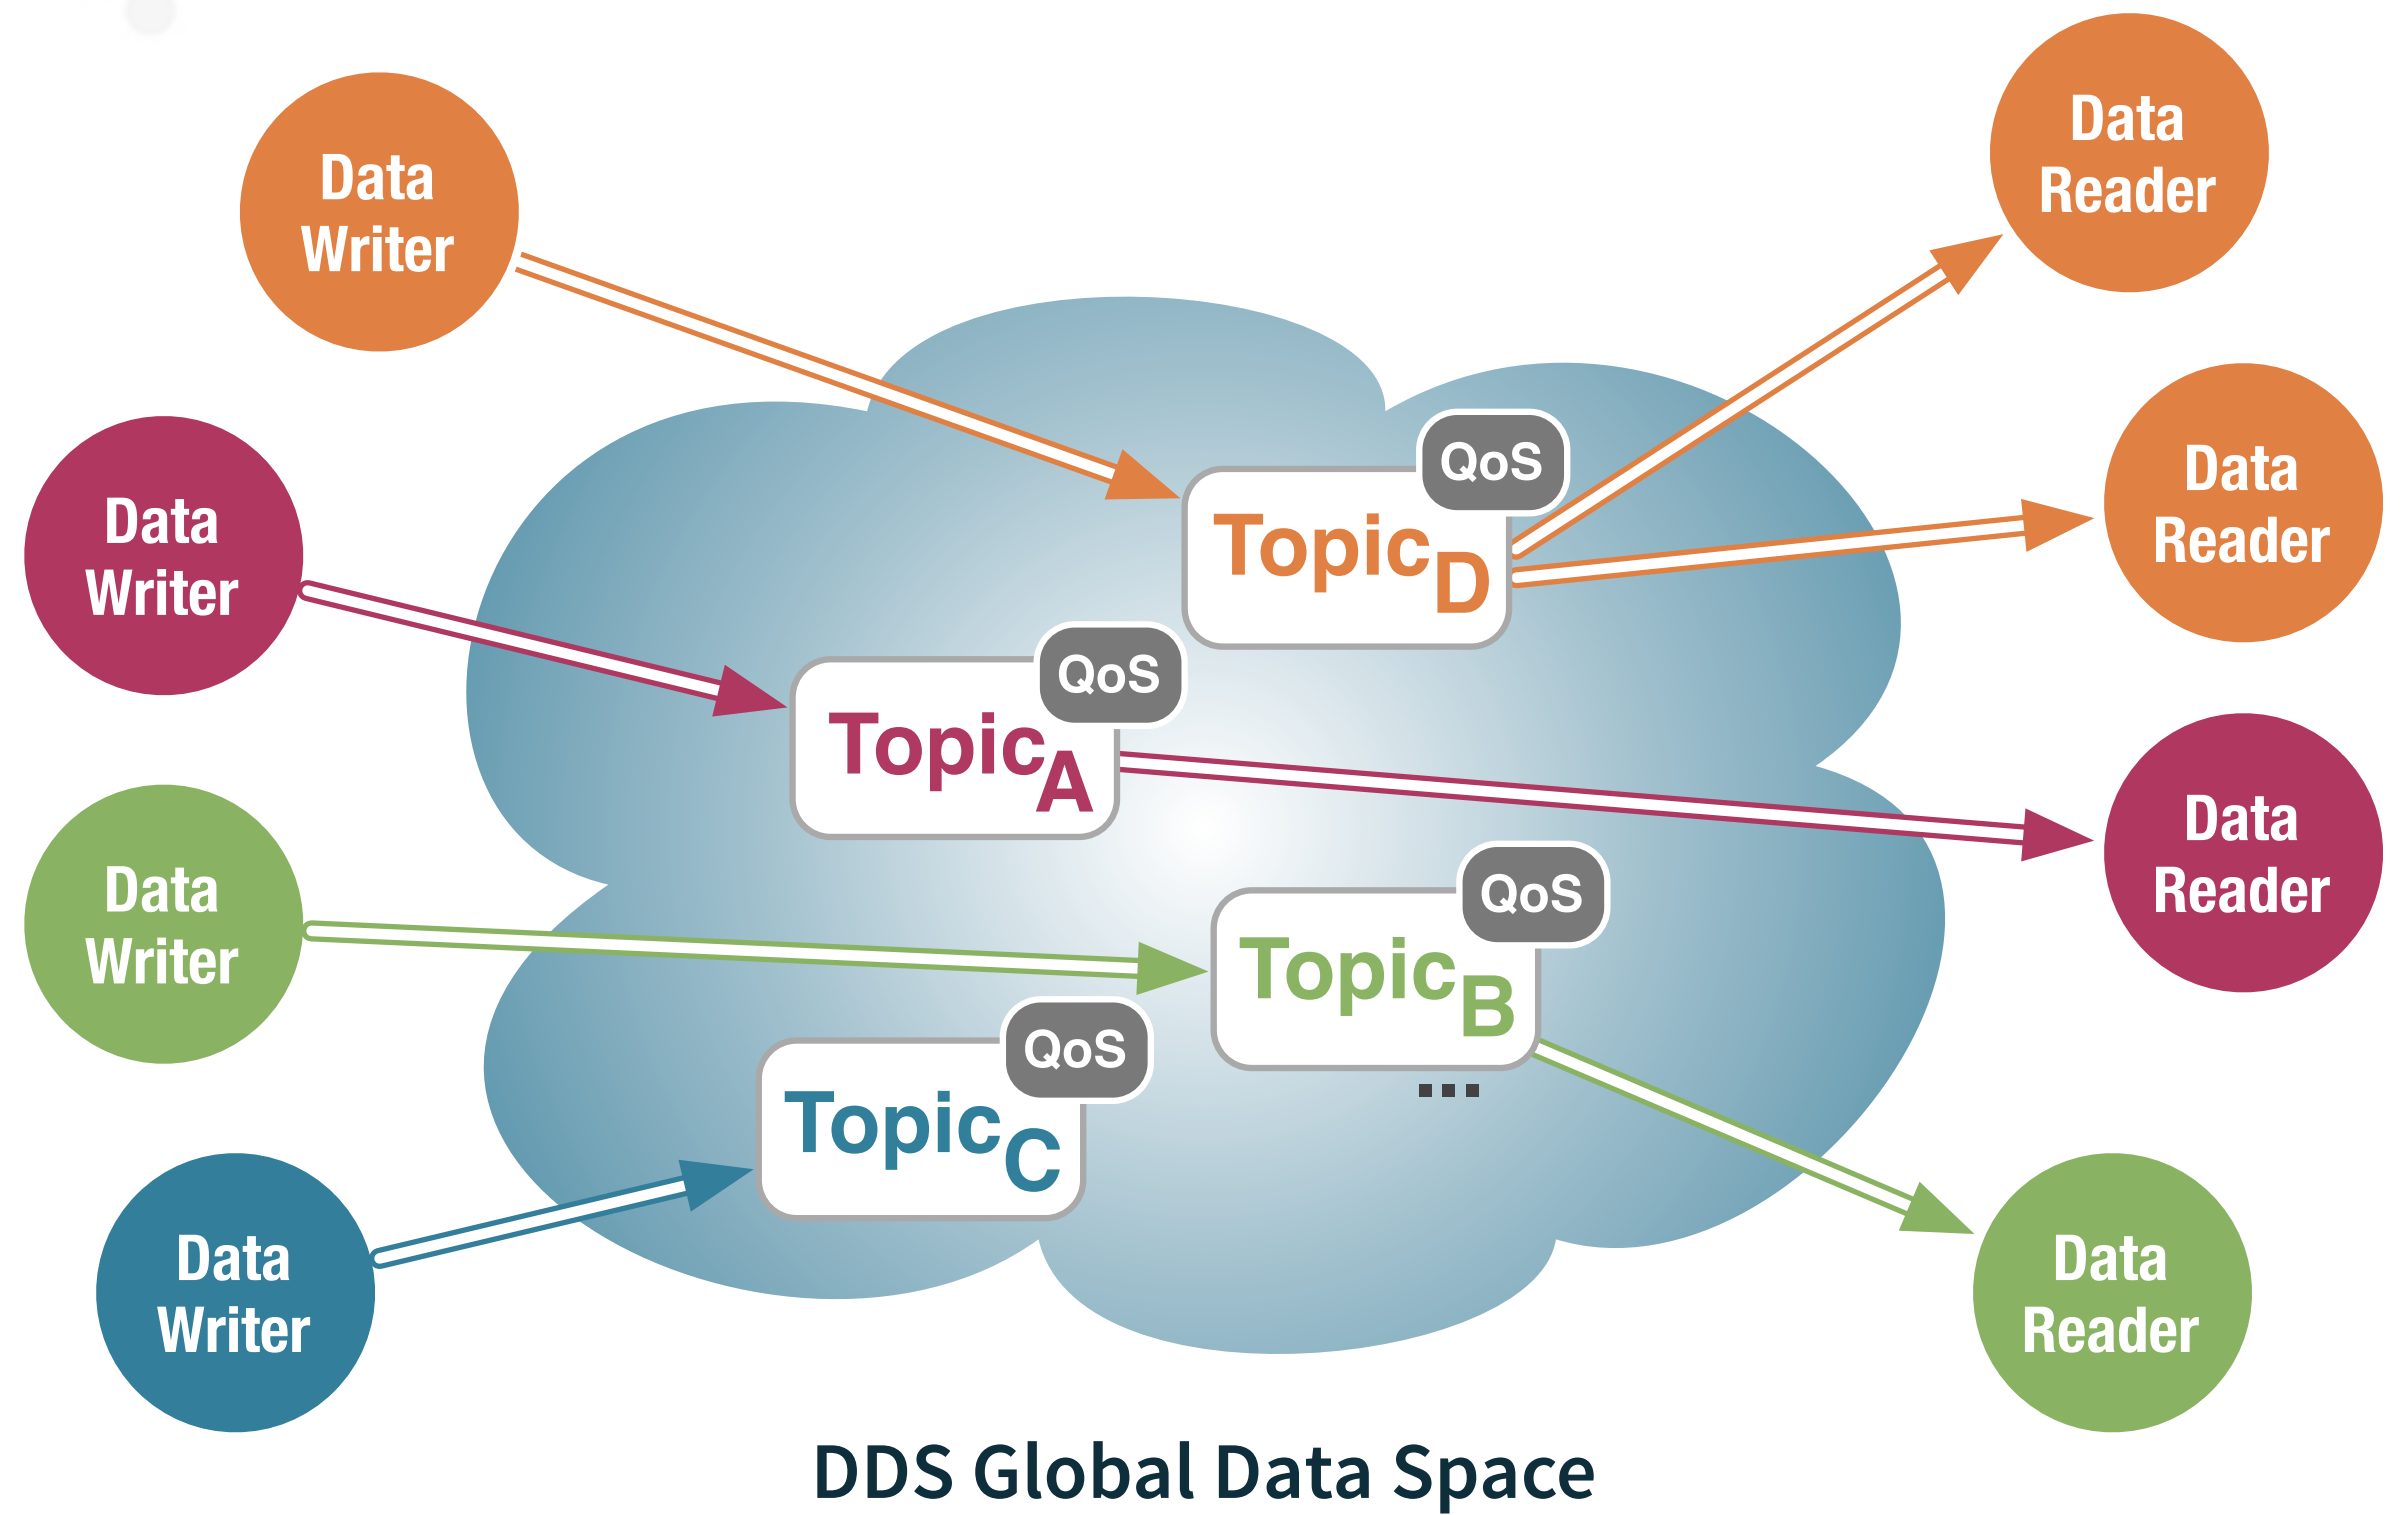 Data
Writer
Data
Writer
Data
Writer
Data
Writer
QoS
Topic D
QoS
Topic A
QoS
Topic B
...
QoS
Topic C
Data
Reader
Data
Reader
Data
Reader
Data
Reader
DDS Global Data Space